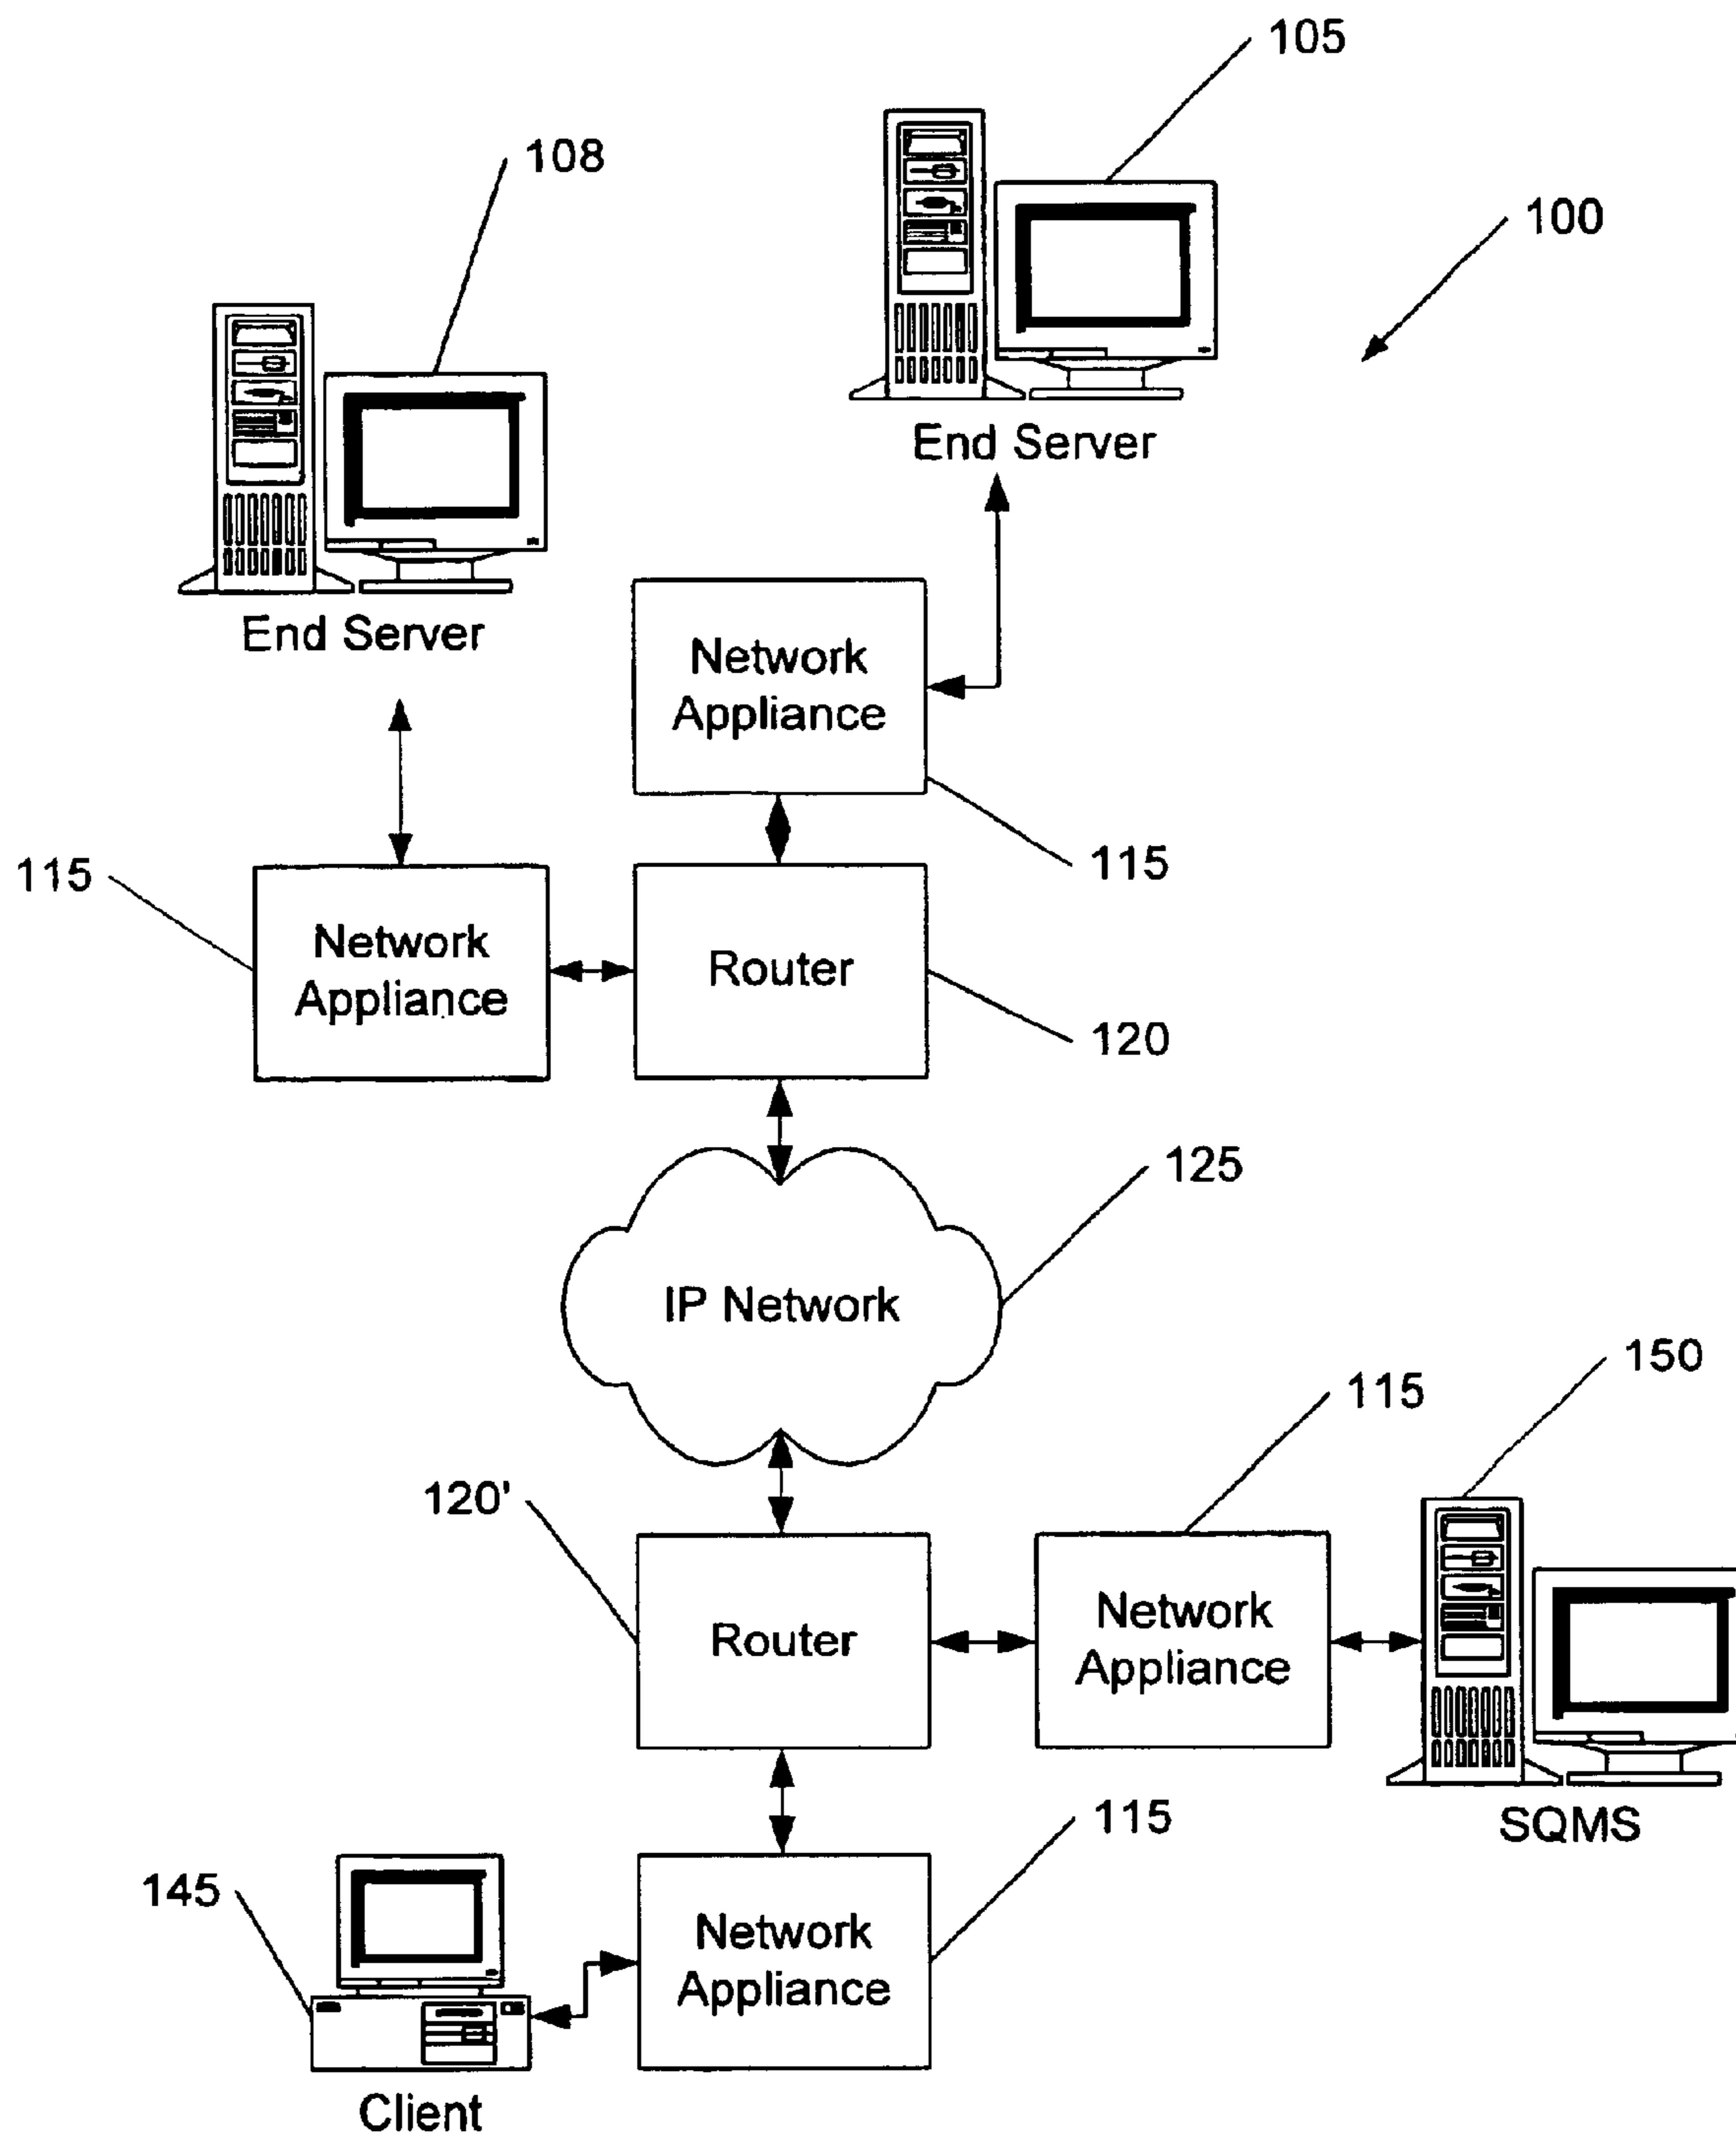 105
108
100
End Server
End Server
Network
Appliance
115
115
Network
Appliance
Router
120
125
IP Network
150
115
120'
Router
Network
Appliance
SQMS
115
145
Network
Appliance
Client